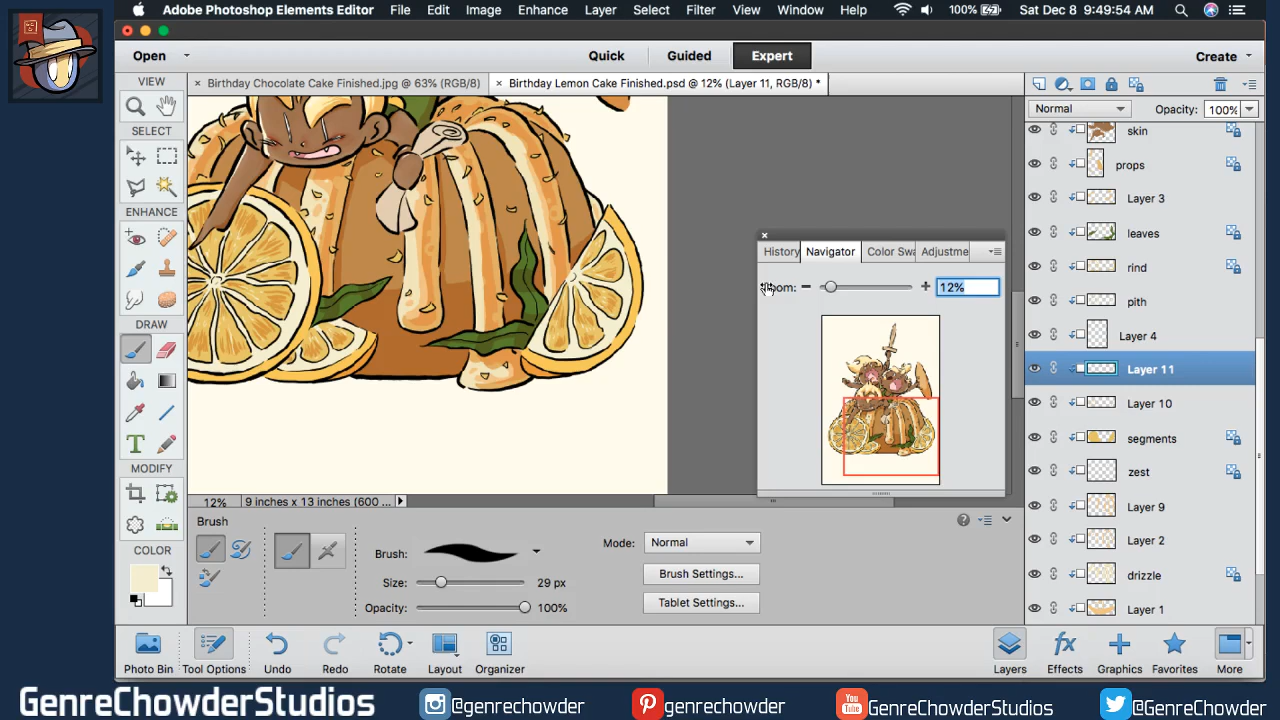 Adobe Photoshop Elements Editor File Edit Image Enhance Layer Select Filter View Window Help 100% Sat Dec 8 9:49:54 AM
Open Quick Guided Expert Create
VIEW
× Birthday Chocolate Cake Finished.jpg @ 63% (RGB/8) × Birthday Lemon Cake Finished.psd @ 12% (Layer 11, RGB/8) *
Normal Opacity: 100%
SELECT
ENHANCE
DRAW
T
MODIFY
COLOR
History Navigator Color Swa Adjustme
12%
skin
props
Layer 3
leaves
rind
pith
Layer 4
Layer 11
Layer 10
segments
zest
Layer 9
Layer 2
drizzle
Layer 1
12% 9 inches x 13 inches (600 ...
Brush
Brush:
Size: 29 px
Opacity: 100%
Mode: Normal
Brush Settings...
Tablet Settings...
Photo Bin Tool Options Undo Redo Rotate Layout Organizer Layers Effects Graphics Favorites More
GenreChowderStudios @genrechowder genrechowder GenreChowderStudios @GenreChowder